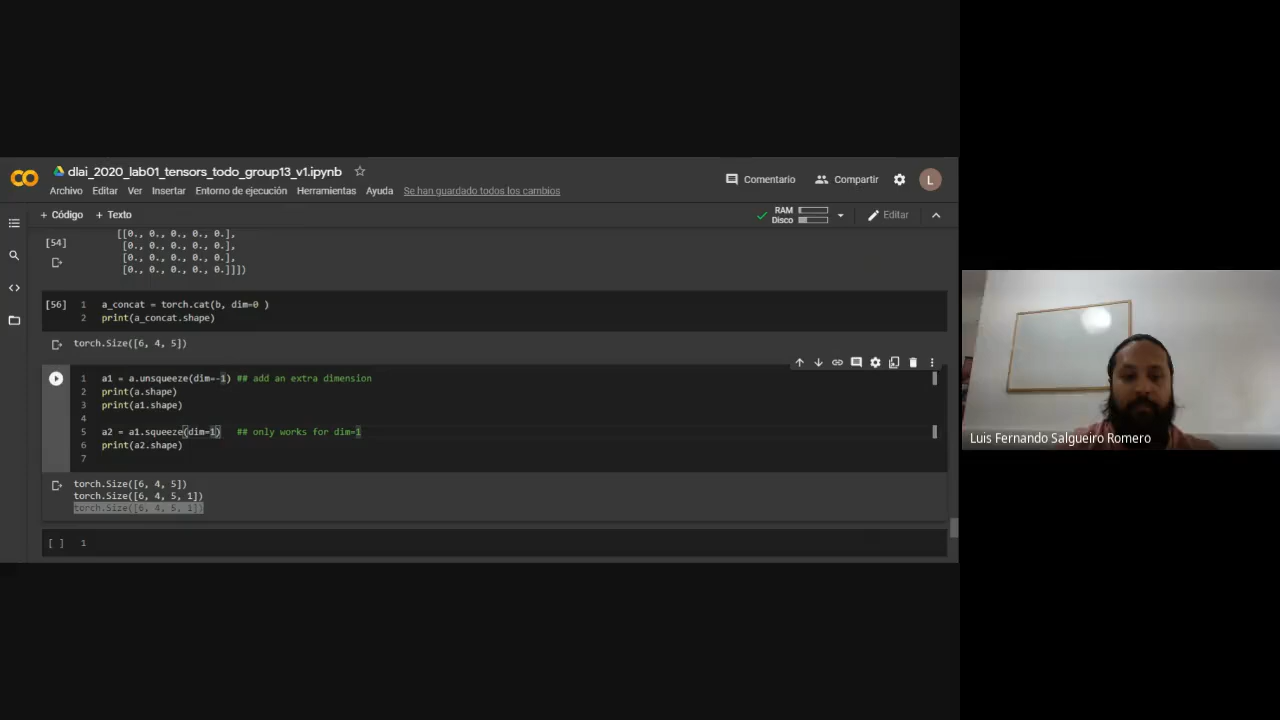 dlai_2020_lab01_tensors_todo_group13_v1.ipynb
Archivo Editar Ver Insertar Entorno de ejecución Herramientas Ayuda Se han guardado todos los cambios
Comentario Compartir L
+ Código + Texto
RAM
Disco
Editar
[54]
[[0., 0., 0., 0., 0.],
[0., 0., 0., 0., 0.],
[0., 0., 0., 0., 0.],
[0., 0., 0., 0., 0.]]])
[56] 1 a_concat = torch.cat(b, dim=0 )
2 print(a_concat.shape)
torch.Size([6, 4, 5])
1 a1 = a.unsqueeze(dim=-1) ## add an extra dimension
2 print(a.shape)
3 print(a1.shape)
4
5 a2 = a1.squeeze(dim=1) ## only works for dim=1
6 print(a2.shape)
7
torch.Size([6, 4, 5])
torch.Size([6, 4, 5, 1])
torch.Size([6, 4, 5, 1])
[ ] 1
Luis Fernando Salgueiro Romero